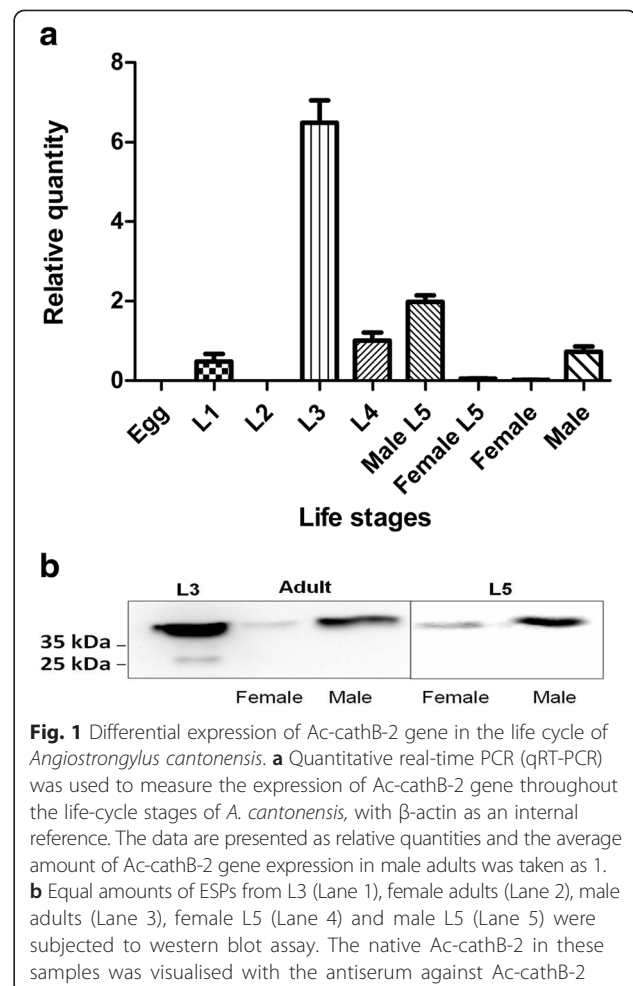 a
8
6
4
2
0
Relative quantity
Egg
L1
L2
L3
L4
Male L5
Female L5
Female
Male
Life stages
b
L3 Adult L5
35 kDa –
25 kDa –
Female Male Female Male
Fig. 1 Differential expression of Ac-cathB-2 gene in the life cycle of
Angiostrongylus cantonensis. a Quantitative real-time PCR (qRT-PCR)
was used to measure the expression of Ac-cathB-2 gene throughout
the life-cycle stages of A. cantonensis, with β-actin as an internal
reference. The data are presented as relative quantities and the average
amount of Ac-cathB-2 gene expression in male adults was taken as 1.
b Equal amounts of ESPs from L3 (Lane 1), female adults (Lane 2), male
adults (Lane 3), female L5 (Lane 4) and male L5 (Lane 5) were
subjected to western blot assay. The native Ac-cathB-2 in these
samples was visualised with the antiserum against Ac-cathB-2